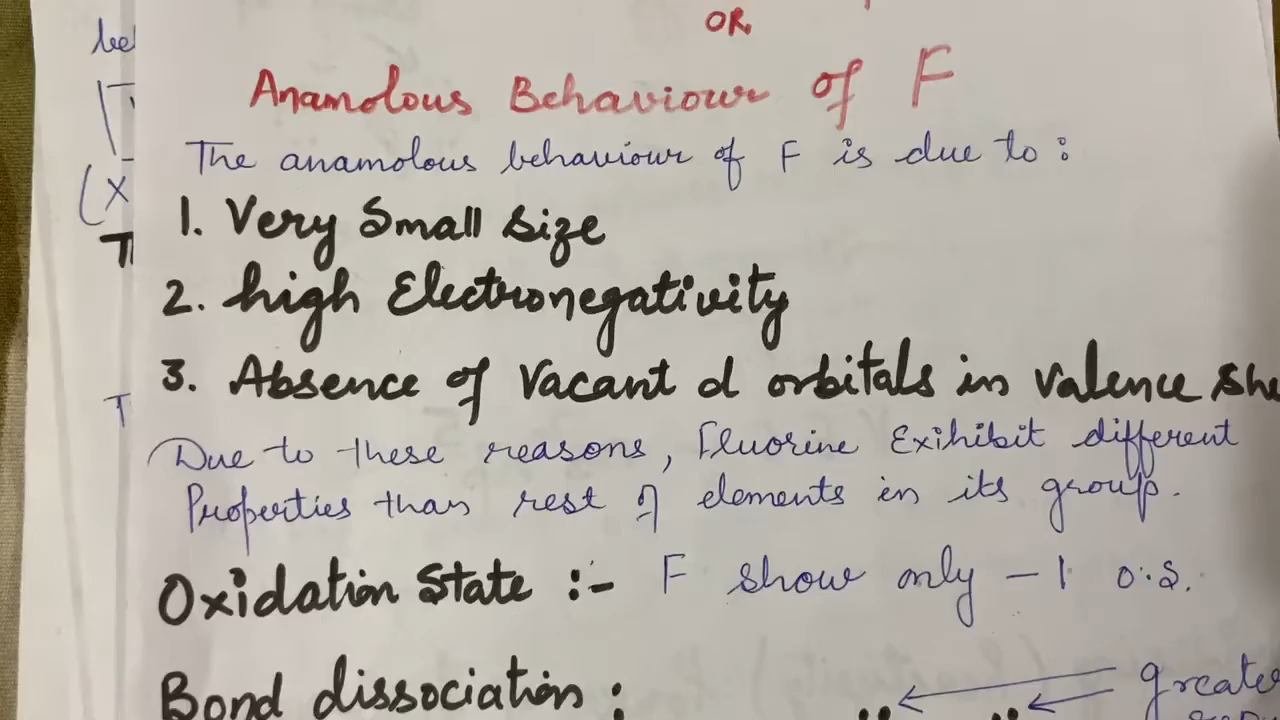 OR
Anamolous Behaviour of F
The anamolous behaviour of F is due to :
1. Very Small Size
2. high Electronegativity
3. Absence of Vacant d orbitals in valence she
Due to these reasons, Fluorine Exihibit different
Properties than rest of elements in its group.
Oxidation State :- F show only -1 o.s.
Bond dissociation :
greate